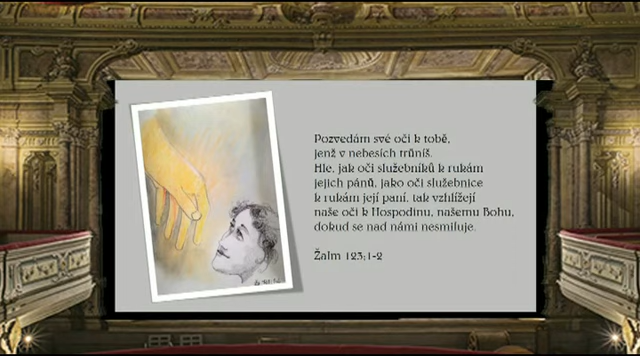 Pozvedám své oči k tobě,
jenž v nebesích trůníš.
Hle, jak oči služebníků k rukám
jejich pánů, jako oči služebnice
k rukám její paní, tak vzhlížejí
naše oči k Hospodinu, našemu Bohu,
dokud se nad námi nesmiluje.
Žalm 123;1-2